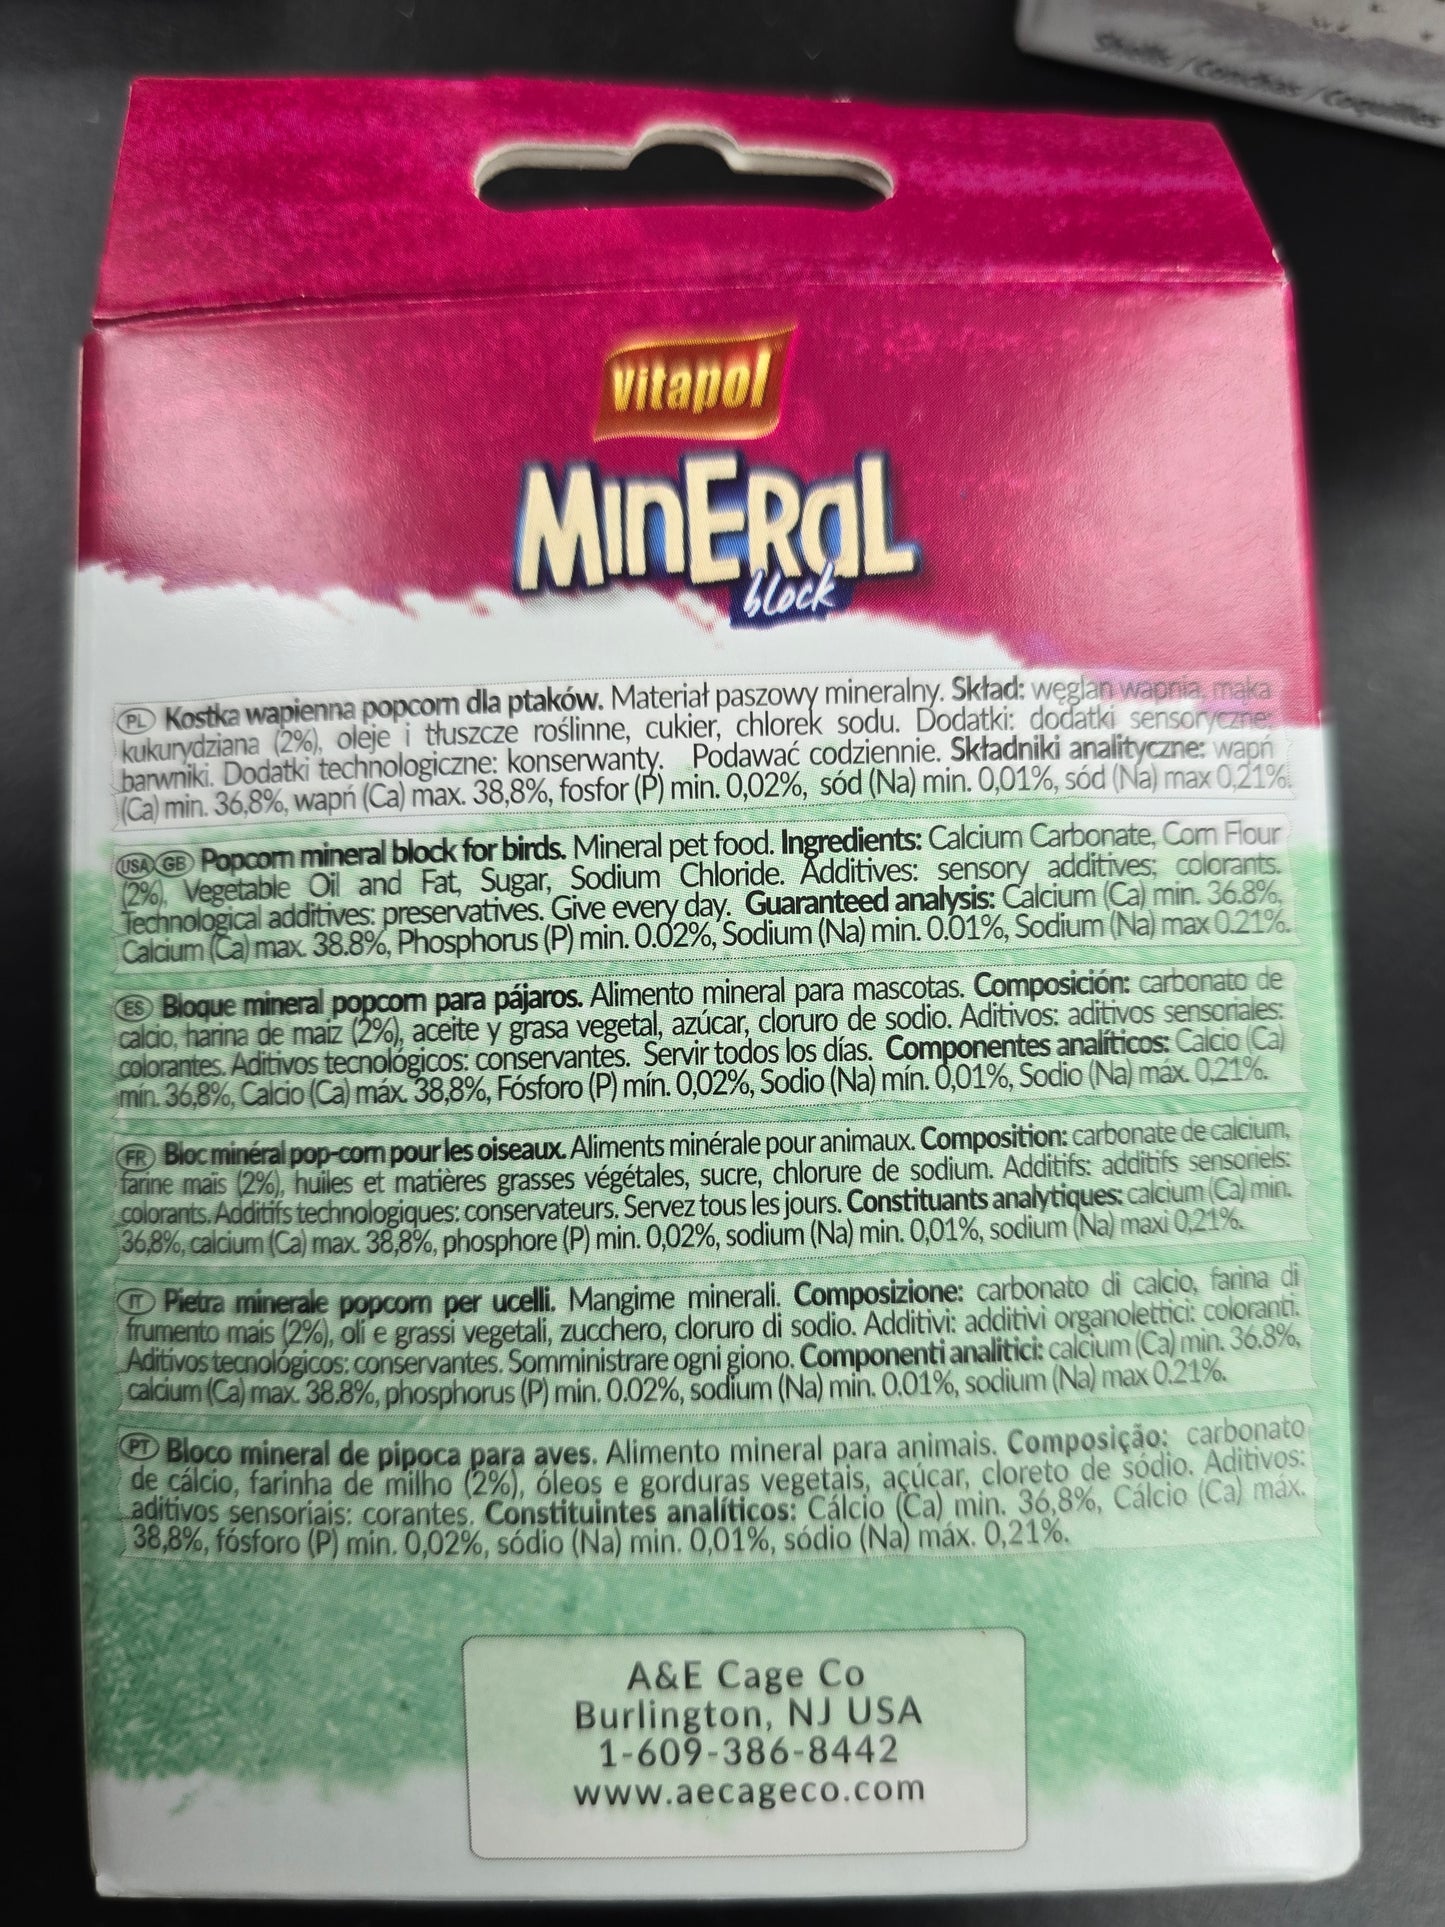 Shells / Conchas / Coquilles
vitapol
MinERaL
block
PL Kostka wapienna popcorn dla ptaków. Materiał paszowy mineralny. Skład: węglan wapnia, mąka
kukurydziana (2%), oleje i tłuszcze roślinne, cukier, chlorek sodu. Dodatki: dodatki sensoryczne:
barwniki. Dodatki technologiczne: konserwanty. Podawać codziennie. Składniki analityczne: wapń
(Ca) min. 36,8%, wapń (Ca) max. 38,8%, fosfor (P) min. 0,02%, sód (Na) min. 0,01%, sód (Na) max 0,21%.
USA GB Popcorn mineral block for birds. Mineral pet food. Ingredients: Calcium Carbonate, Corn Flour
(2%), Vegetable Oil and Fat, Sugar, Sodium Chloride. Additives: sensory additives; colorants.
Technological additives: preservatives. Give every day. Guaranteed analysis: Calcium (Ca) min. 36.8%,
Calcium (Ca) max. 38.8%, Phosphorus (P) min. 0.02%, Sodium (Na) min. 0.01%, Sodium (Na) max 0.21%.
ES Bloque mineral popcorn para pájaros. Alimento mineral para mascotas. Composición: carbonato de
calcio, harina de maíz (2%), aceite y grasa vegetal, azúcar, cloruro de sodio. Aditivos: aditivos sensoriales:
colorantes. Aditivos tecnológicos: conservantes. Servir todos los días. Componentes analíticos: Calcio (Ca)
mín. 36,8%, Calcio (Ca) máx. 38,8%, Fósforo (P) mín. 0,02%, Sodio (Na) mín. 0,01%, Sodio (Na) máx. 0,21%.
FR Bloc minéral pop-corn pour les oiseaux. Aliments minérale pour animaux. Composition: carbonate de calcium,
farine maïs (2%), huiles et matières grasses végétales, sucre, chlorure de sodium. Additifs: additifs sensoriels:
colorants. Additifs technologiques: conservateurs. Servez tous les jours. Constituants analytiques: calcium (Ca) min.
36,8%, calcium (Ca) max. 38,8%, phosphore (P) min. 0,02%, sodium (Na) min. 0,01%, sodium (Na) maxi 0,21%.
IT Pietra minerale popcorn per ucelli. Mangime minerali. Composizione: carbonato di calcio, farina di
frumento mais (2%), oli e grassi vegetali, zucchero, cloruro di sodio. Additivi: additivi organolettici: coloranti.
Aditivos tecnológicos: conservantes. Somministrare ogni giono. Componenti analitici: calcium (Ca) min. 36.8%,
calcium (Ca) max. 38.8%, phosphorus (P) min. 0.02%, sodium (Na) min. 0.01%, sodium (Na) max 0.21%.
PT Bloco mineral de pipoca para aves. Alimento mineral para animais. Composição: carbonato
de cálcio, farinha de milho (2%), óleos e gorduras vegetais, açúcar, cloreto de sódio. Aditivos:
aditivos sensoriais: corantes. Constituintes analíticos: Cálcio (Ca) min. 36,8%, Cálcio (Ca) máx.
38,8%, fósforo (P) min. 0,02%, sódio (Na) min. 0,01%, sódio (Na) máx. 0,21%.
A&E Cage Co
Burlington, NJ USA
1-609-386-8442
www.aecageco.com